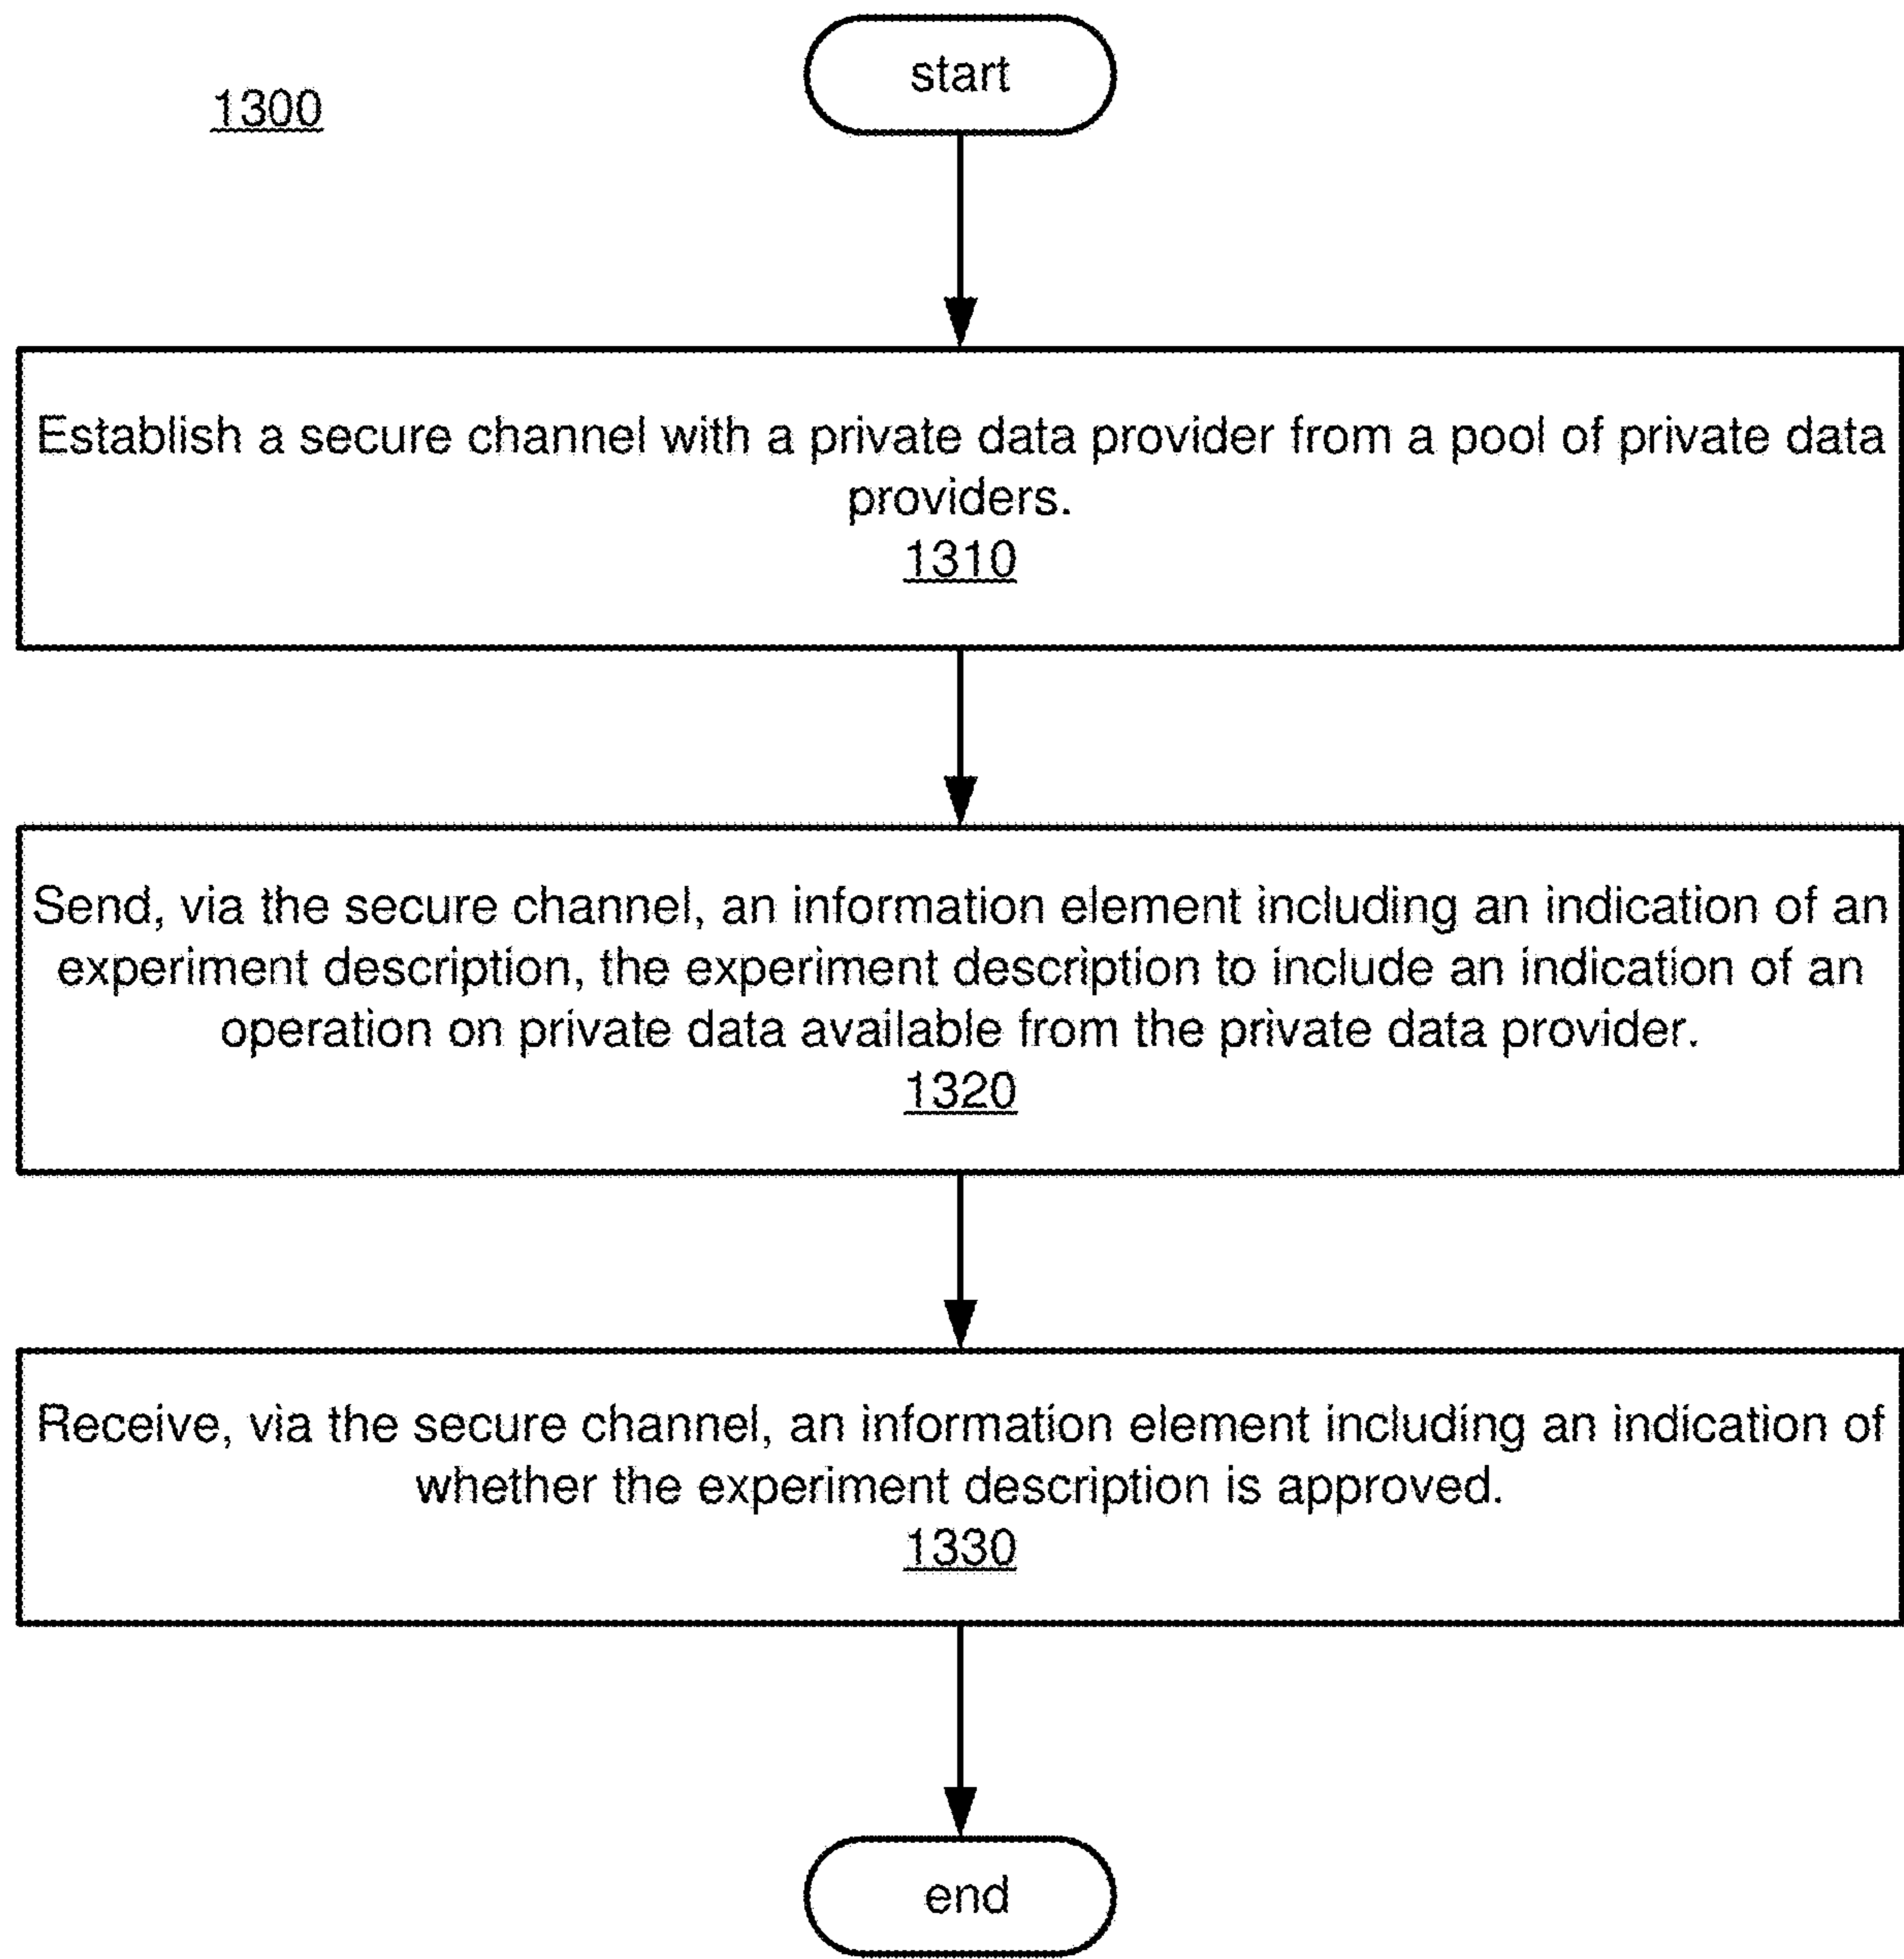 start
1300
Establish a secure channel with a private data provider from a pool of private data
providers.
1310
Send, via the secure channel, an information element including an indication of an
experiment description, the experiment description to include an indication of an
operation on private data available from the private data provider.
1320
Receive, via the secure channel, an information element including an indication of
whether the experiment description is approved.
1330
end